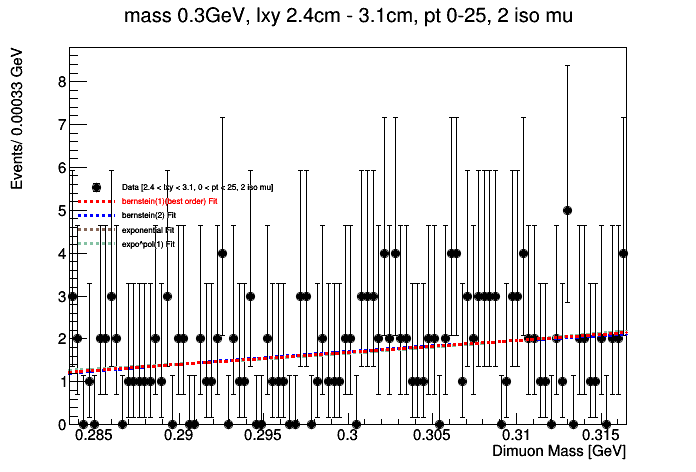 mass 0.3GeV, lxy 2.4cm - 3.1cm, pt 0-25, 2 iso mu
Events/ 0.00033 GeV
8
7
6
5
4
3
2
1
0
Data [2.4 < lxy < 3.1, 0 < pt < 25, 2 iso mu]
bernstein(1)(best order) Fit
bernstein(2) Fit
exponential Fit
expo*pol(1) Fit
0.285 0.29 0.295 0.3 0.305 0.31 0.315
Dimuon Mass [GeV]